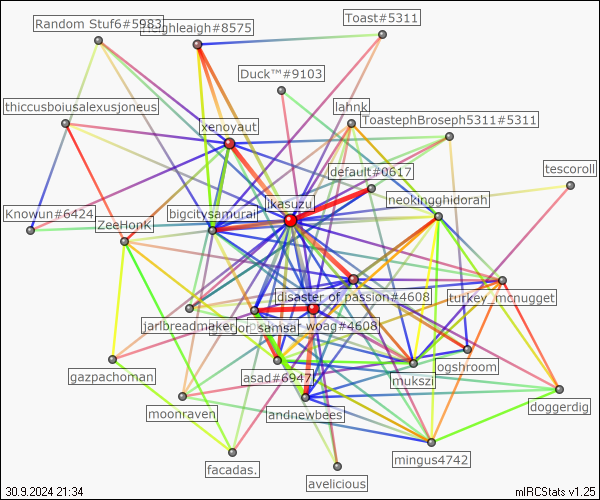 Random Stuf6#5983
Heighleigh#8575
Toast#5311
Duck™#9103
thiccusboiusalexusjoneus
lahnk
ToastephBroseph5311#5311
xenoyaut
default#0617
tescoroll
Knowun#6424
ZeeHonK
bigcitysamurai
ikasuzu
neokingghidorah
disaster of passion#4608
turkey_mcnugget
jarlbreadmaker
or_samsa
woag#4608
gazpachoman
asad#6947
mukszi
ogshroom
moonraven
andnewbees
doggerdig
facadas.
avelicious
mingus4742
30.9.2024 21:34
mIRCStats v1.25